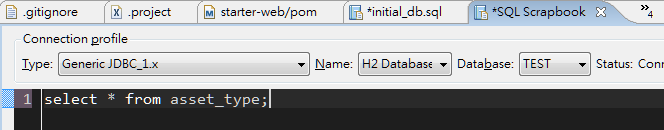 .gitignore .project starter-web/pom *initial_db.sql *SQL Scrapbook »4
Connection profile
Type: Generic JDBC_1.x Name: H2 Database Database: TEST Status: Conn
1 select * from asset_type;